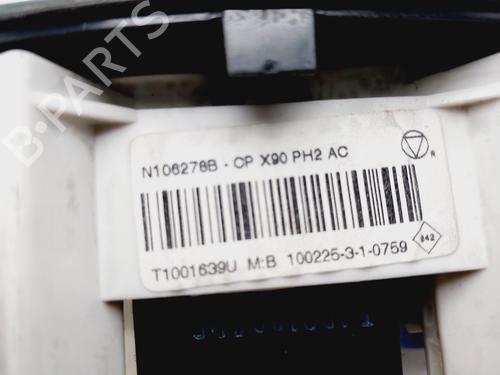 B-PARTS
N106278B - CP X90 PH2 AC
R
842
T1001639U M:B 100225-3-1-0759